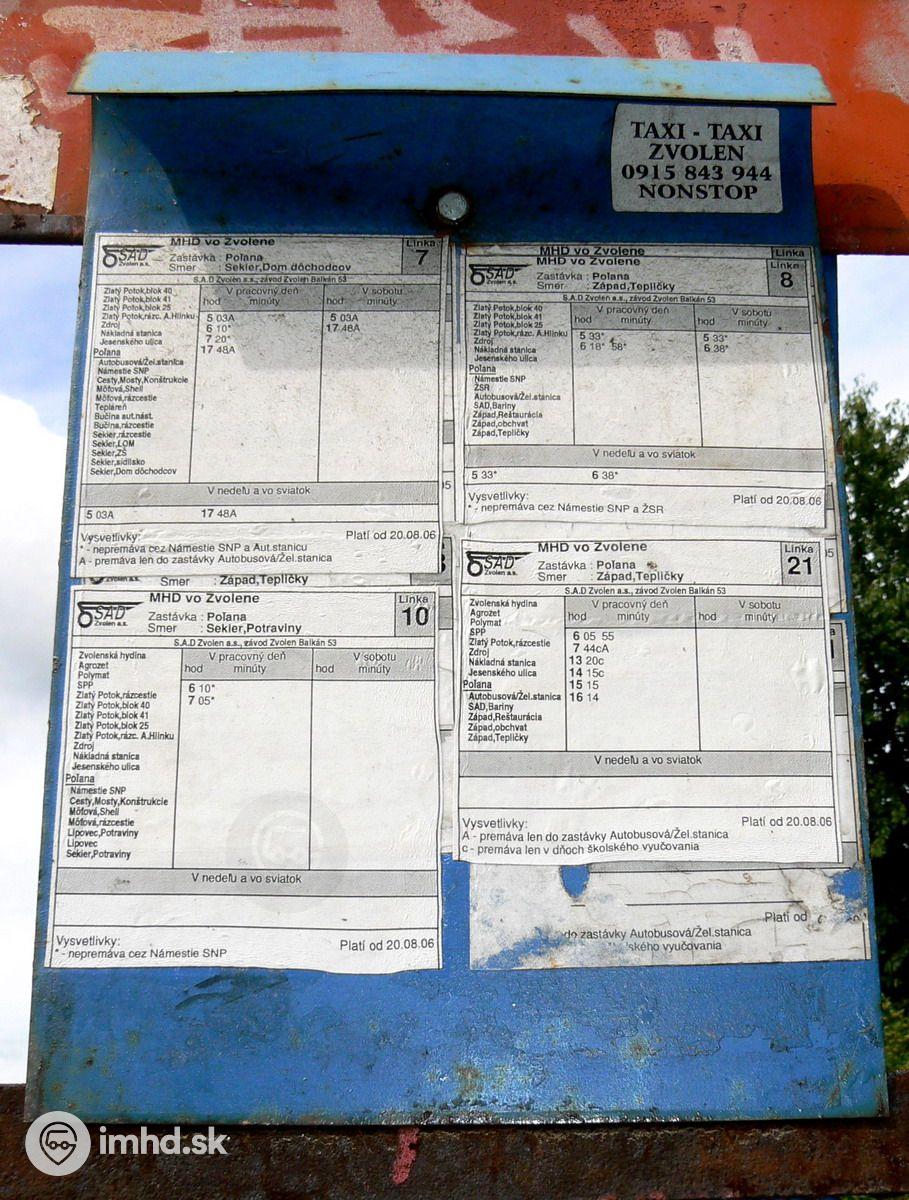 TAXI - TAXI
ZVOLEN
0915 843 944
NONSTOP
SAD
Zvolen a.s.
MHD vo Zvolene
Zastávka : Poľana
Smer : Sekier,Dom dôchodcov
Linka
7
S.A.D Zvolen a.s., závod Zvolen Balkán 53
V pracovný deň
hod minúty
V sobotu
hod minúty
Zlatý Potok,blok 40
Zlatý Potok,blok 41
Zlatý Potok,blok 25
Zlatý Potok,rázc. A.Hlinku
Zdroj
Nákladná stanica
Jesenského ulica
Poľana
Autobusová/Žel.stanica
Námestie SNP
Cesty,Mosty,Konštrukcie
Môťová,Shell
Môťová,rázcestie
Tepláreň
Bučina aut.nást.
Bučina,rázcestie
Sekier,rázcestie
Sekier,LOM
Sekier,ZŠ
Sekier,sídlisko
Sekier,Dom dôchodcov
5 03A
6 10*
7 20*
17 48A
5 03A
17 48A
V nedeľu a vo sviatok
5 03A 17 48A
Vysvetlivky: Platí od 20.08.06
* - nepremáva cez Námestie SNP a Aut.stanicu
A - premáva len do zastávky Autobusová/Žel.stanica
MHD vo Zvolene
Linka
SAD
Zvolen a.s.
MHD vo Zvolene
Zastávka : Poľana
Smer : Západ,Tepličky
Linka
8
S.A.D Zvolen a.s., závod Zvolen Balkán 53
V pracovný deň
hod minúty
V sobotu
hod minúty
Zlatý Potok,blok 40
Zlatý Potok,blok 41
Zlatý Potok,blok 25
Zlatý Potok,rázc. A.Hlinku
Zdroj
Nákladná stanica
Jesenského ulica
Poľana
Námestie SNP
ŽSR
Autobusová/Žel.stanica
SAD,Bariny
Západ,Reštaurácia
Západ,obchvat
Západ,Tepličky
5 33*
6 18* 58*
5 33*
6 38*
V nedeľu a vo sviatok
5 33* 6 38*
Vysvetlivky: Platí od 20.08.06
* - nepremáva cez Námestie SNP a ŽSR
Smer : Západ,Tepličky
SAD
Zvolen a.s.
MHD vo Zvolene
Zastávka : Poľana
Smer : Sekier,Potraviny
Linka
10
S.A.D Zvolen a.s., závod Zvolen Balkán 53
V pracovný deň
hod minúty
V sobotu
hod minúty
Zvolenská hydina
Agrozet
Polymat
SPP
Zlatý Potok,rázcestie
Zlatý Potok,blok 40
Zlatý Potok,blok 41
Zlatý Potok,blok 25
Zlatý Potok,rázc. A.Hlinku
Zdroj
Nákladná stanica
Jesenského ulica
Poľana
Námestie SNP
Cesty,Mosty,Konštrukcie
Môťová,Shell
Môťová,rázcestie
Lipovec,Potraviny
Lipovec
Sekier,Potraviny
6 10*
7 05*
V nedeľu a vo sviatok
Vysvetlivky: Platí od 20.08.06
* - nepremáva cez Námestie SNP
SAD
Zvolen a.s.
MHD vo Zvolene
Zastávka : Poľana
Smer : Západ,Tepličky
Linka
21
S.A.D Zvolen a.s., závod Zvolen Balkán 53
V pracovný deň
hod minúty
V sobotu
hod minúty
Zvolenská hydina
Agrozet
Polymat
SPP
Zlatý Potok,rázcestie
Zdroj
Nákladná stanica
Jesenského ulica
Poľana
Autobusová/Žel.stanica
SAD,Bariny
Západ,Reštaurácia
Západ,obchvat
Západ,Tepličky
6 05 55
7 44cA
13 20c
14 15c
15 15
16 14
V nedeľu a vo sviatok
Vysvetlivky: Platí od 20.08.06
A - premáva len do zastávky Autobusová/Žel.stanica
c - premáva len v dňoch školského vyučovania
Platí od
do zastávky Autobusová/Žel.stanica
vyučovania
imhd.sk